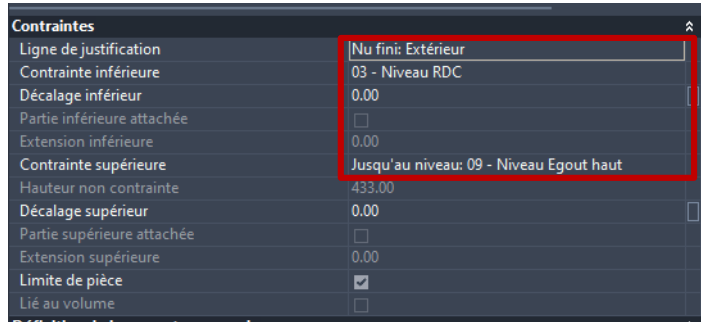 Contraintes
Ligne de justification Nu fini: Extérieur
Contrainte inférieure 03 - Niveau RDC
Décalage inférieur 0.00
Partie inférieure attachée
Extension inférieure 0.00
Contrainte supérieure Jusqu'au niveau: 09 - Niveau Egout haut
Hauteur non contrainte 433.00
Décalage supérieur 0.00
Partie supérieure attachée
Extension supérieure 0.00
Limite de pièce
Lié au volume